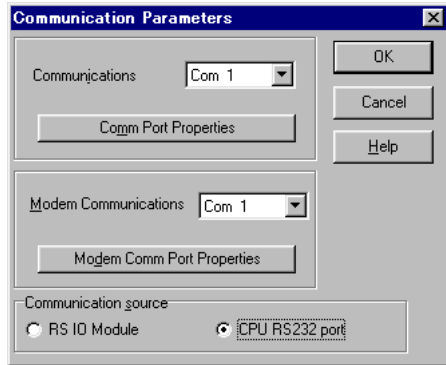 Communication Parameters
Communications
Com 1
OK
Cancel
Comm Port Properties
Help
Modem Communications
Com 1
Modem Comm Port Properties
Communication source
RS IO Module
CPU RS232 port